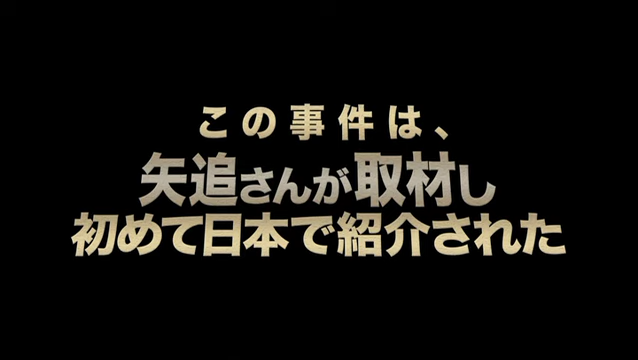 この事件は、
矢追さんが取材し
初めて日本で紹介された